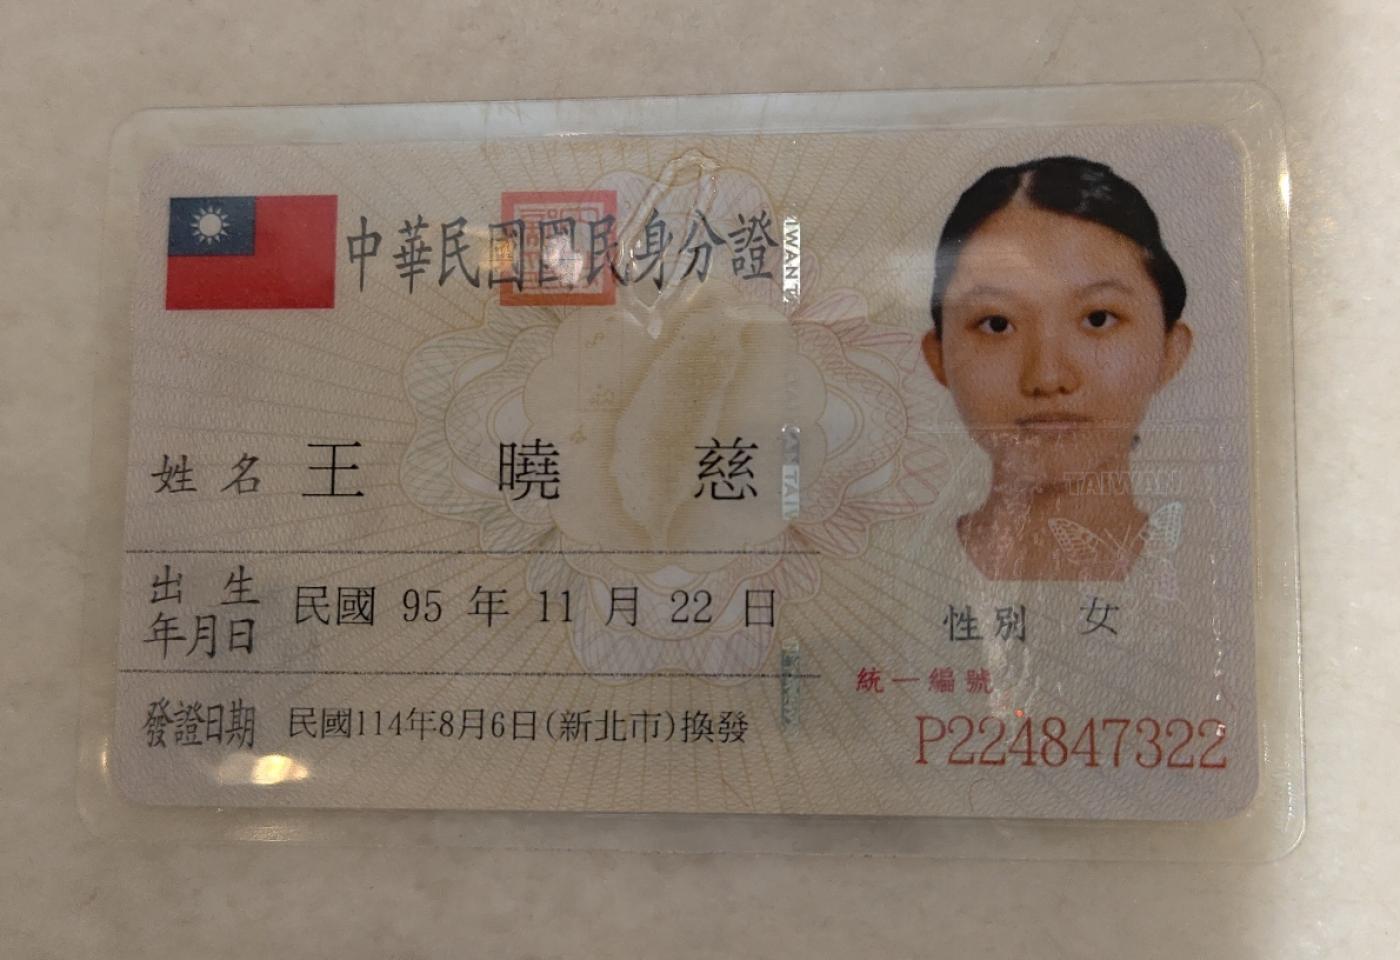 中華民國國民身分證
姓名 王曉慈
出生年月日 民國 95 年 11 月 22 日
發證日期 民國114年8月6日(新北市)換發
TAIWAN
性別 女
統一編號
P224847322